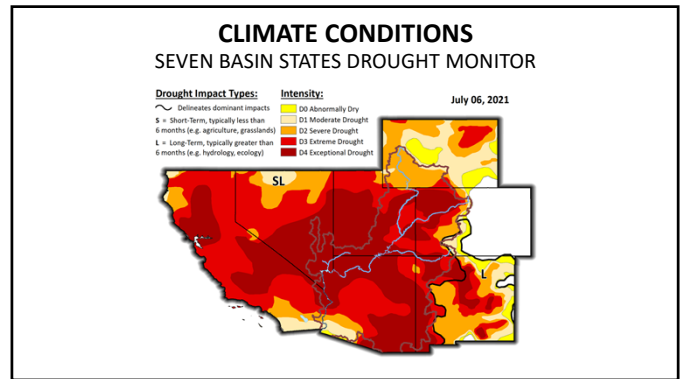 CLIMATE CONDITIONS
SEVEN BASIN STATES DROUGHT MONITOR
Drought Impact Types:
Delineates dominant impacts
S = Short-Term, typically less than
6 months (e.g. agriculture, grasslands)
L = Long-Term, typically greater than
6 months (e.g. hydrology, ecology)
Intensity:
D0 Abnormally Dry
D1 Moderate Drought
D2 Severe Drought
D3 Extreme Drought
D4 Exceptional Drought
July 06, 2021
SL
L